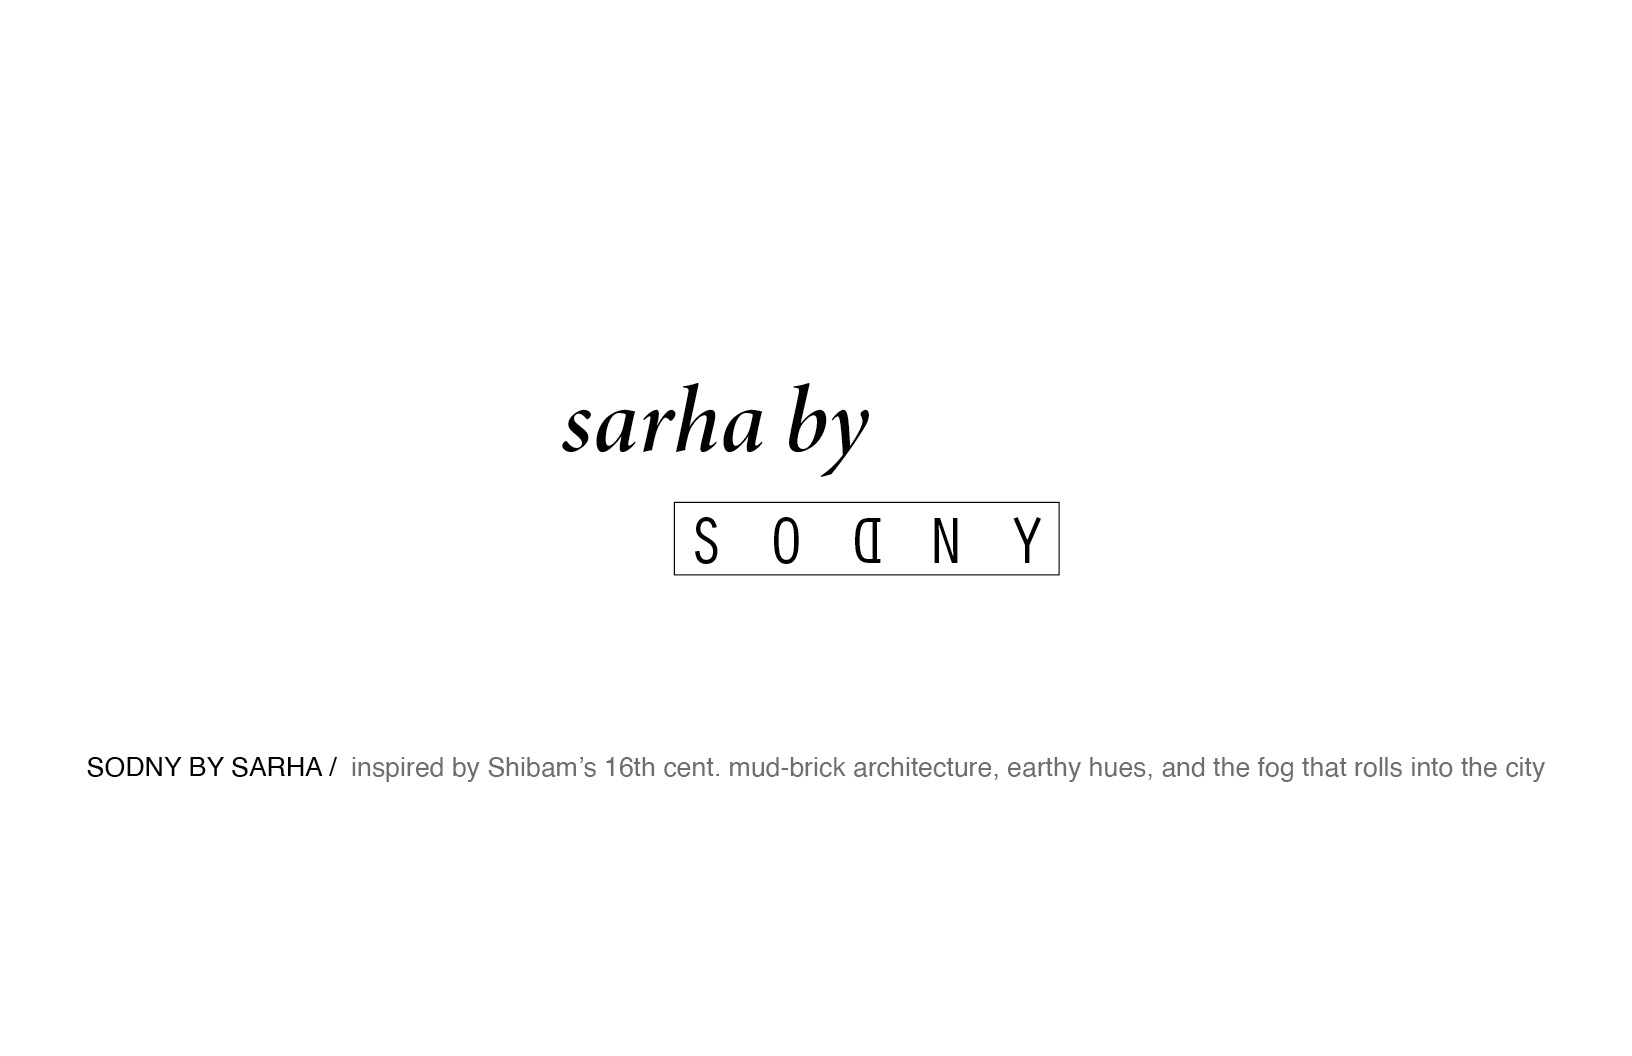 sarha by
SODNY
SODNY BY SARHA / inspired by Shibam’s 16th cent. mud-brick architecture, earthy hues, and the fog that rolls into the city